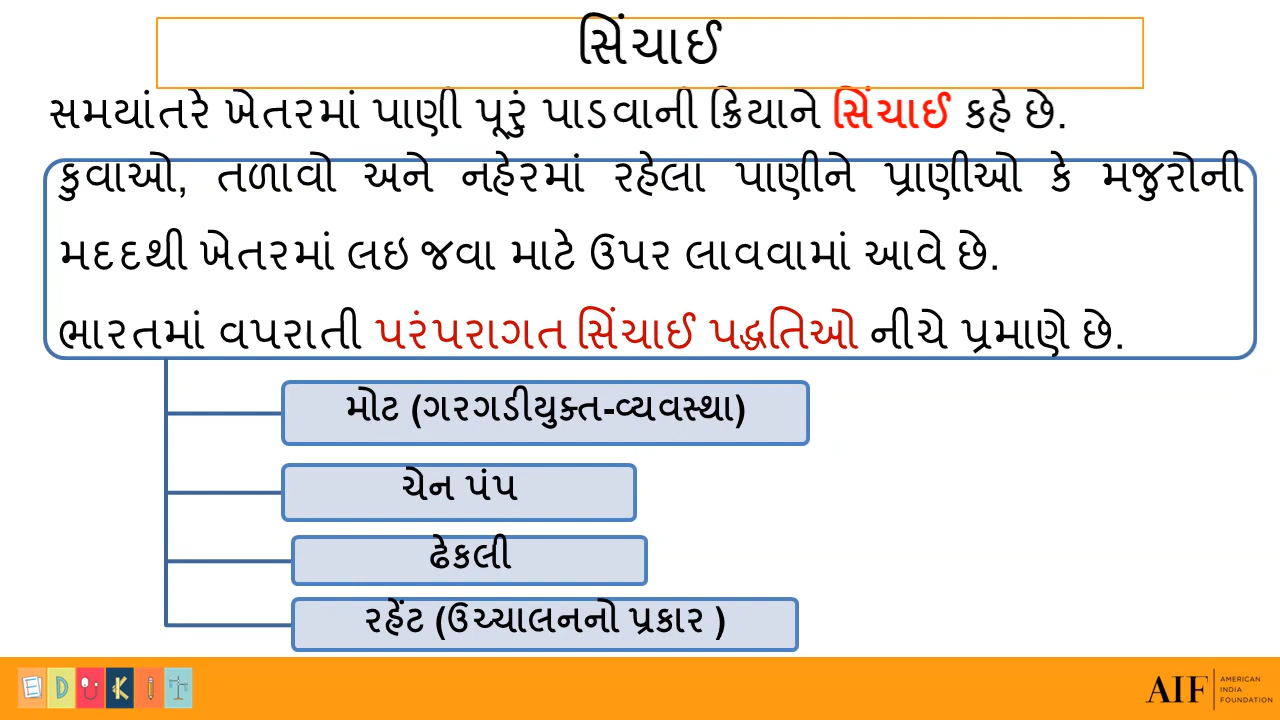 સિંચાઈ
સમયાંતરે ખેતરમાં પાણી પૂરું પાડવાની ક્રિયાને સિંચાઈ કહે છે.
કુવાઓ, તળાવો અને નહેરમાં રહેલા પાણીને પ્રાણીઓ કે મજુરોની
મદદથી ખેતરમાં લઇ જવા માટે ઉપર લાવવામાં આવે છે.
ભારતમાં વપરાતી પરંપરાગત સિંચાઈ પદ્ધતિઓ નીચે પ્રમાણે છે.
મોટ (ગરગડીયુક્ત-વ્યવસ્થા)
ચેન પંપ
ઢેકલી
રહેંટ (ઉચ્ચાલનનો પ્રકાર )
EDUKIT
AIF AMERICAN
INDIA
FOUNDATION